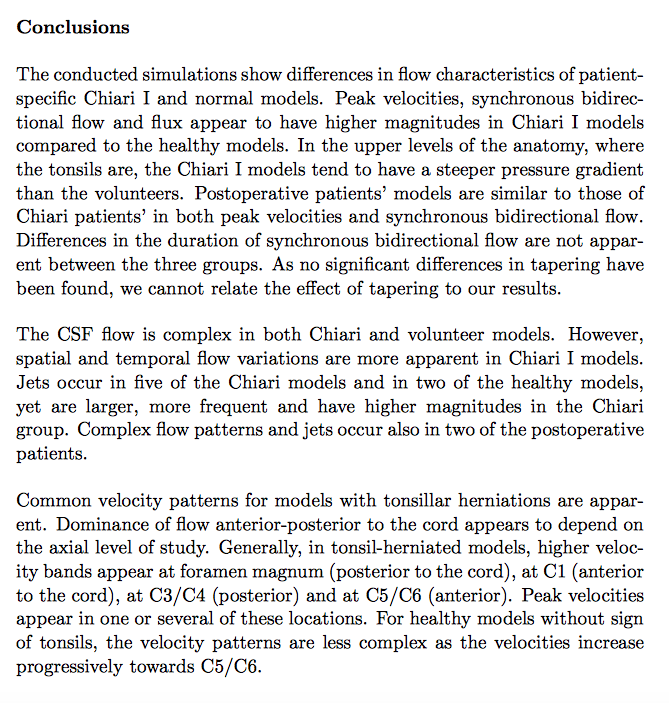 Conclusions
The conducted simulations show differences in flow characteristics of patient-
specific Chiari I and normal models. Peak velocities, synchronous bidirec-
tional flow and flux appear to have higher magnitudes in Chiari I models
compared to the healthy models. In the upper levels of the anatomy, where
the tonsils are, the Chiari I models tend to have a steeper pressure gradient
than the volunteers. Postoperative patients' models are similar to those of
Chiari patients' in both peak velocities and synchronous bidirectional flow.
Differences in the duration of synchronous bidirectional flow are not appar-
ent between the three groups. As no significant differences in tapering have
been found, we cannot relate the effect of tapering to our results.
The CSF flow is complex in both Chiari and volunteer models. However,
spatial and temporal flow variations are more apparent in Chiari I models.
Jets occur in five of the Chiari models and in two of the healthy models,
yet are larger, more frequent and have higher magnitudes in the Chiari
group. Complex flow patterns and jets occur also in two of the postoperative
patients.
Common velocity patterns for models with tonsillar herniations are appar-
ent. Dominance of flow anterior-posterior to the cord appears to depend on
the axial level of study. Generally, in tonsil-herniated models, higher veloc-
ity bands appear at foramen magnum (posterior to the cord), at C1 (anterior
to the cord), at C3/C4 (posterior) and at C5/C6 (anterior). Peak velocities
appear in one or several of these locations. For healthy models without sign
of tonsils, the velocity patterns are less complex as the velocities increase
progressively towards C5/C6.